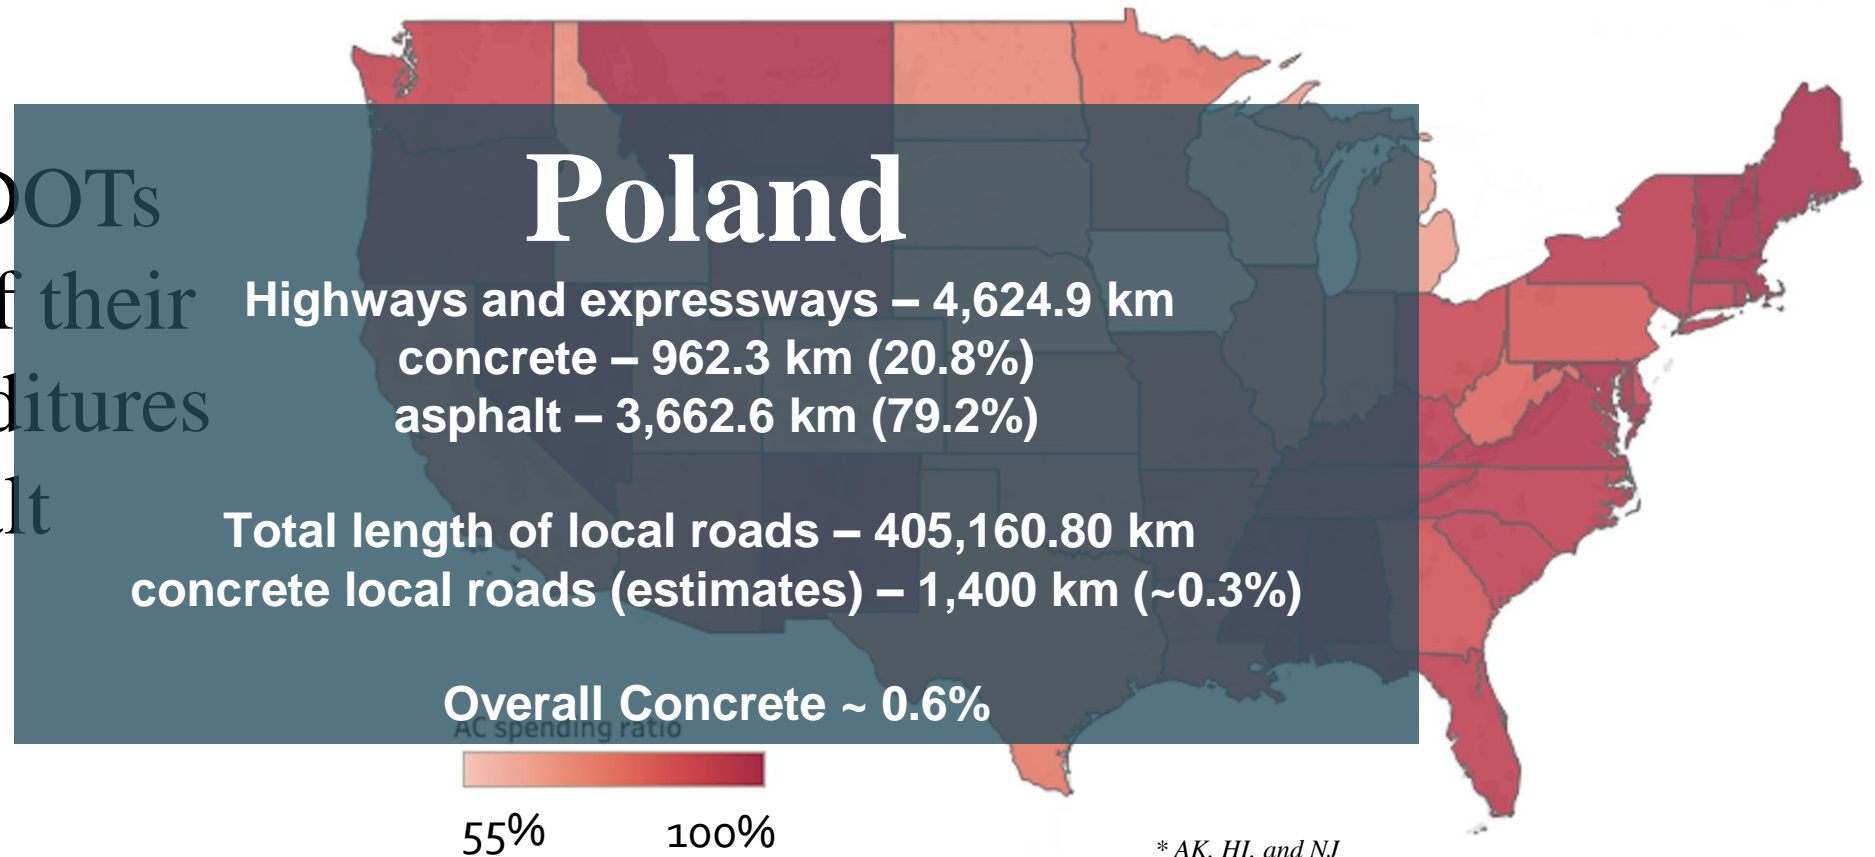 OTs
f their
ditures
lt
Poland
Highways and expressways – 4,624.9 km
concrete – 962.3 km (20.8%)
asphalt – 3,662.6 km (79.2%)
Total length of local roads – 405,160.80 km
concrete local roads (estimates) – 1,400 km (~0.3%)
Overall Concrete ~ 0.6%
AC spending ratio
55%
100%
* AK, HI, and NJ